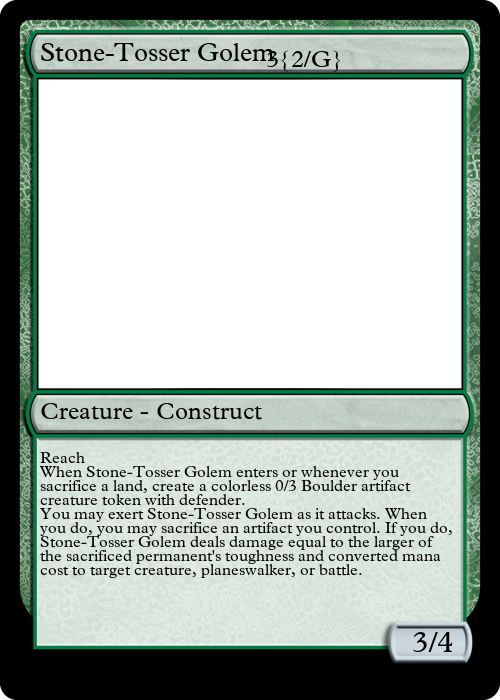 Stone-Tosser Golem 3{2/G}
Creature - Construct
Reach
When Stone-Tosser Golem enters or whenever you
sacrifice a land, create a colorless 0/3 Boulder artifact
creature token with defender.
You may exert Stone-Tosser Golem as it attacks. When
you do, you may sacrifice an artifact you control. If you do,
Stone-Tosser Golem deals damage equal to the larger of
the sacrificed permanent's toughness and converted mana
cost to target creature, planeswalker, or battle.
3/4